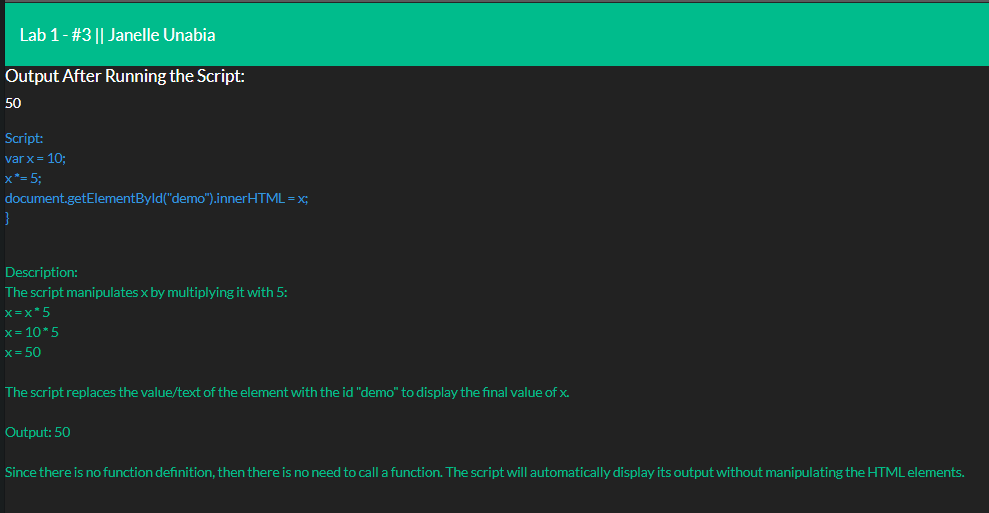 Lab 1 - #3 || Janelle Unabia
Output After Running the Script:
50
Script:
var x = 10;
x *= 5;
document.getElementById("demo").innerHTML = x;
}
Description:
The script manipulates x by multiplying it with 5:
x = x * 5
x = 10 * 5
x = 50
The script replaces the value/text of the element with the id "demo" to display the final value of x.
Output: 50
Since there is no function definition, then there is no need to call a function. The script will automatically display its output without manipulating the HTML elements.